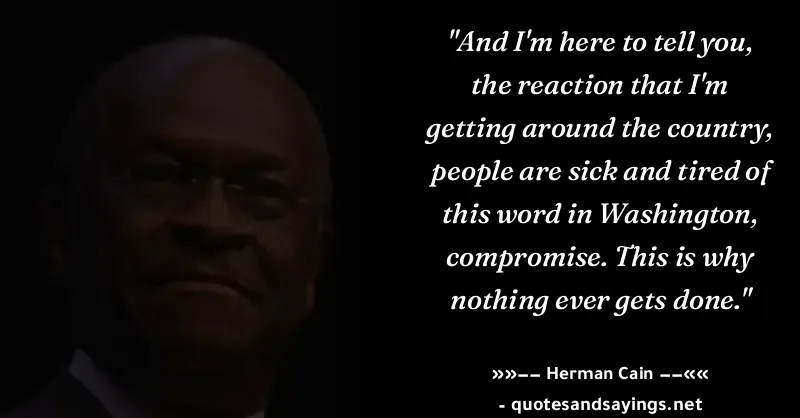 "And I'm here to tell you,
the reaction that I'm
getting around the country,
people are sick and tired of
this word in Washington,
compromise. This is why
nothing ever gets done."
»»–– Herman Cain ––««
- quotesandsayings.net